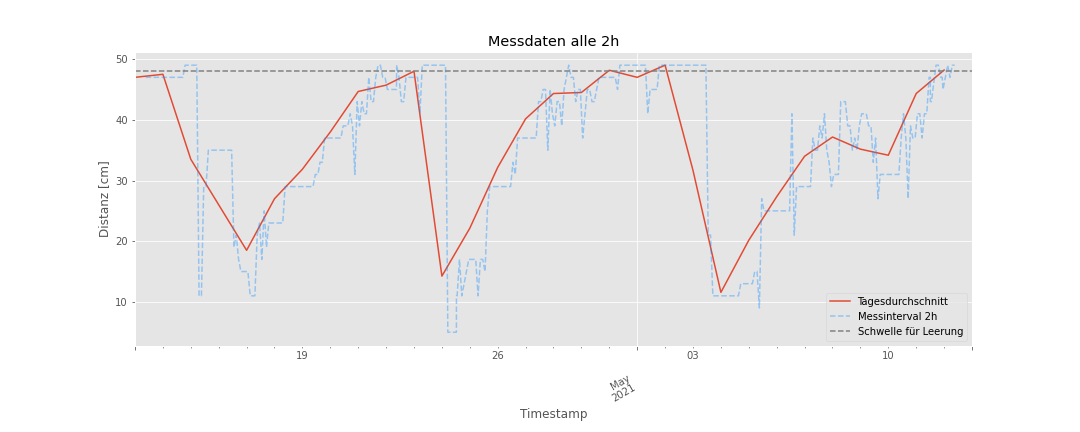 Messdaten alle 2h
50
40
30
20
10
Distanz [cm]
19
26
03
10
May
2021
Timestamp
Tagesdurchschnitt
Messinterval 2h
Schwelle für Leerung